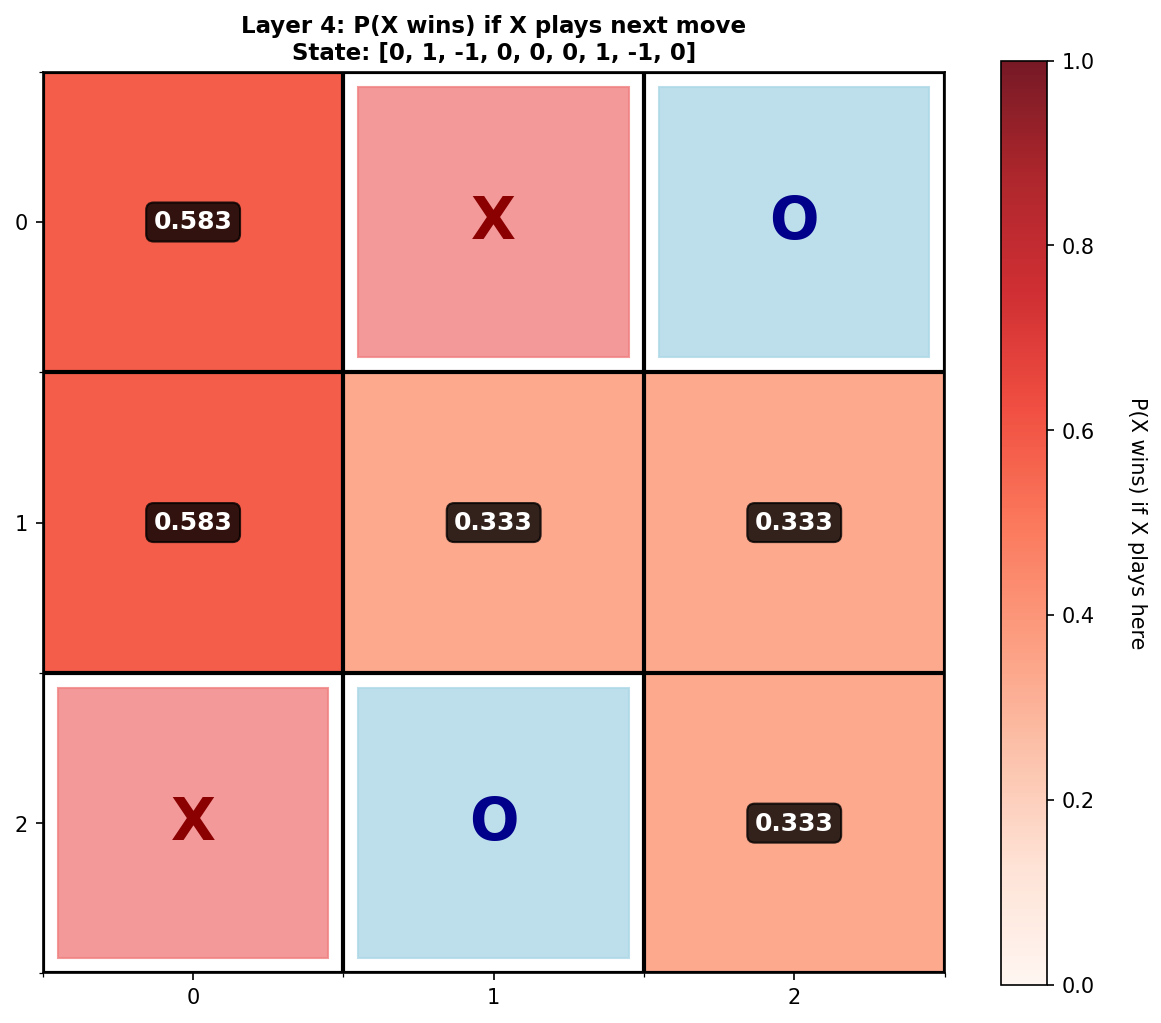 Layer 4: P(X wins) if X plays next move
State: [0, 1, -1, 0, 0, 0, 1, -1, 0]
1.0
0.8
0.6
0.4
0.2
0.0
P(X wins) if X plays here
0
0.583
X
O
1
0.583
0.333
0.333
2
X
O
0.333
0
1
2